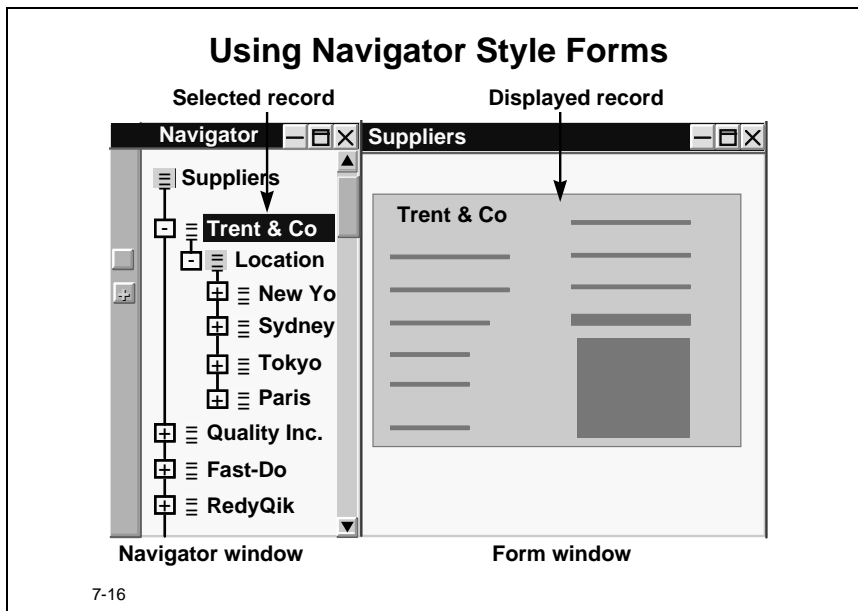 Using Navigator Style Forms
Selected record
Displayed record
Navigator
Suppliers
Suppliers
Trent & Co
Trent & Co
Location
New Yo
Sydney
Tokyo
Paris
Quality Inc.
Fast-Do
RedyQik
Navigator window
Form window
7-16